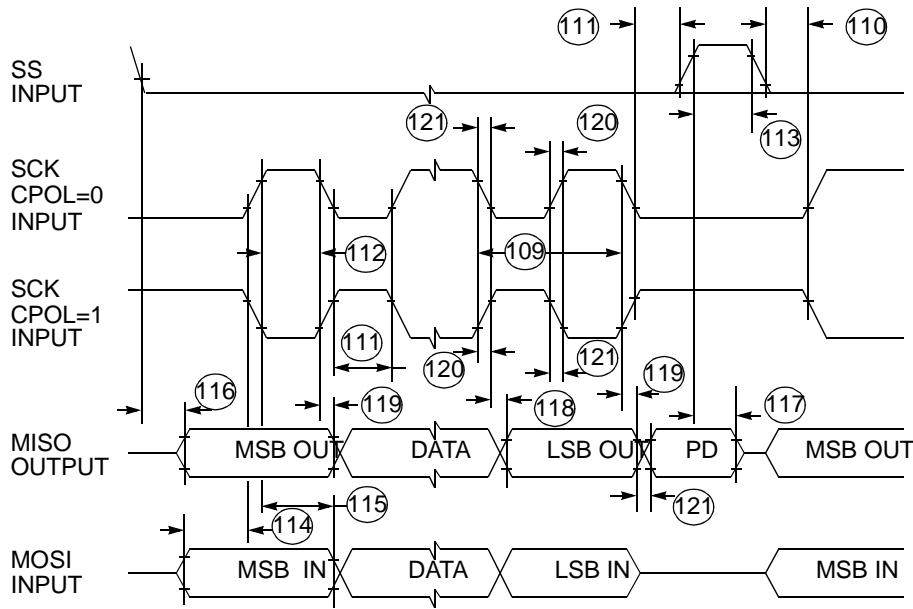 111
110
SS
INPUT
121
120
113
SCK
CPOL=0
INPUT
112
109
SCK
CPOL=1
INPUT
111
120
121
116
119
118
119
117
MISO
OUTPUT
MSB OUT
DATA
LSB OUT
PD
MSB OUT
115
121
114
MOSI
INPUT
MSB IN
DATA
LSB IN
MSB IN